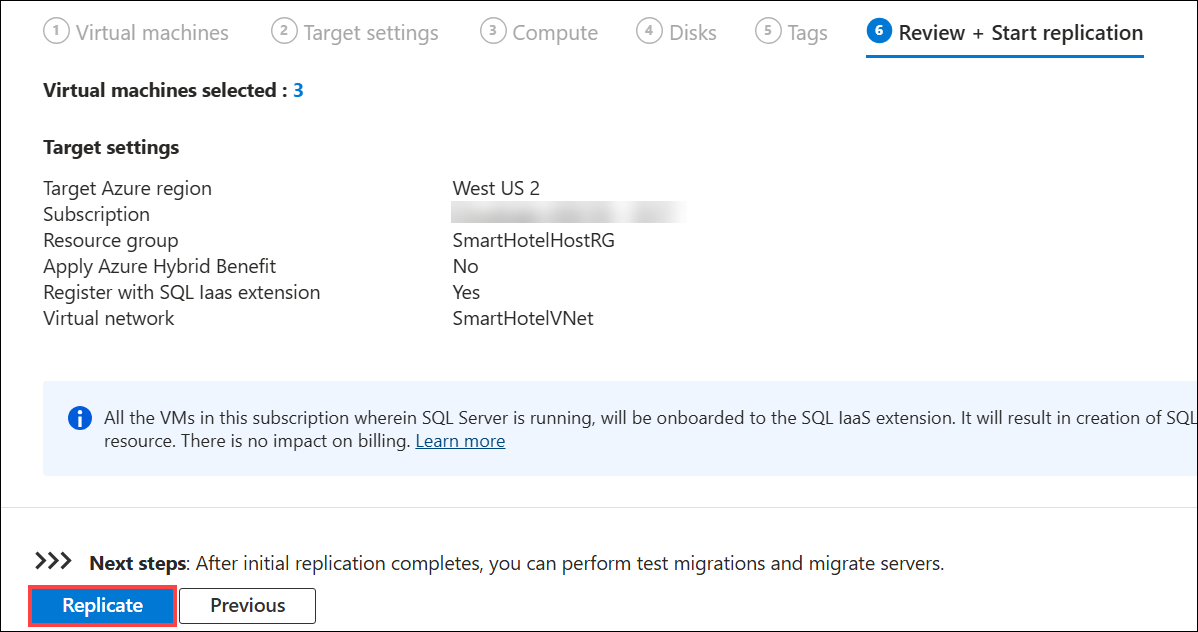 1 Virtual machines 2 Target settings 3 Compute 4 Disks 5 Tags 6 Review + Start replication
Virtual machines selected : 3
Target settings
Target Azure region West US 2
Subscription
Resource group SmartHotelHostRG
Apply Azure Hybrid Benefit No
Register with SQL Iaas extension Yes
Virtual network SmartHotelVNet
All the VMs in this subscription wherein SQL Server is running, will be onboarded to the SQL IaaS extension. It will result in creation of SQL
resource. There is no impact on billing. Learn more
>>> Next steps: After initial replication completes, you can perform test migrations and migrate servers.
Replicate Previous